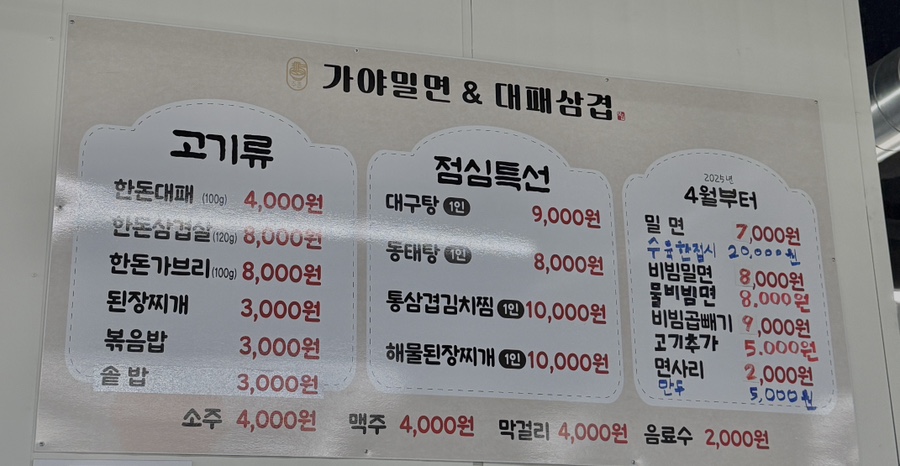 가야밀면 & 대패삼겹
고기류
한돈대패 (100g) 4,000원
한돈삼겹살 (120g) 8,000원
한돈가브리 (100g) 8,000원
된장찌개 3,000원
볶음밥 3,000원
솥밥 3,000원
점심특선
대구탕 1인 9,000원
동태탕 1인 8,000원
통삼겹김치찜 1인 10,000원
해물된장찌개 1인 10,000원
2025년
4월부터
밀면 7,000원
수육한접시 20,000원
비빔밀면 8,000원
물비빔면 8,000원
비빔곱빼기 9,000원
고기추가 5.000원
면사리 2,000원
만두 5,000원
소주 4,000원 맥주 4,000원 막걸리 4,000원 음료수 2,000원